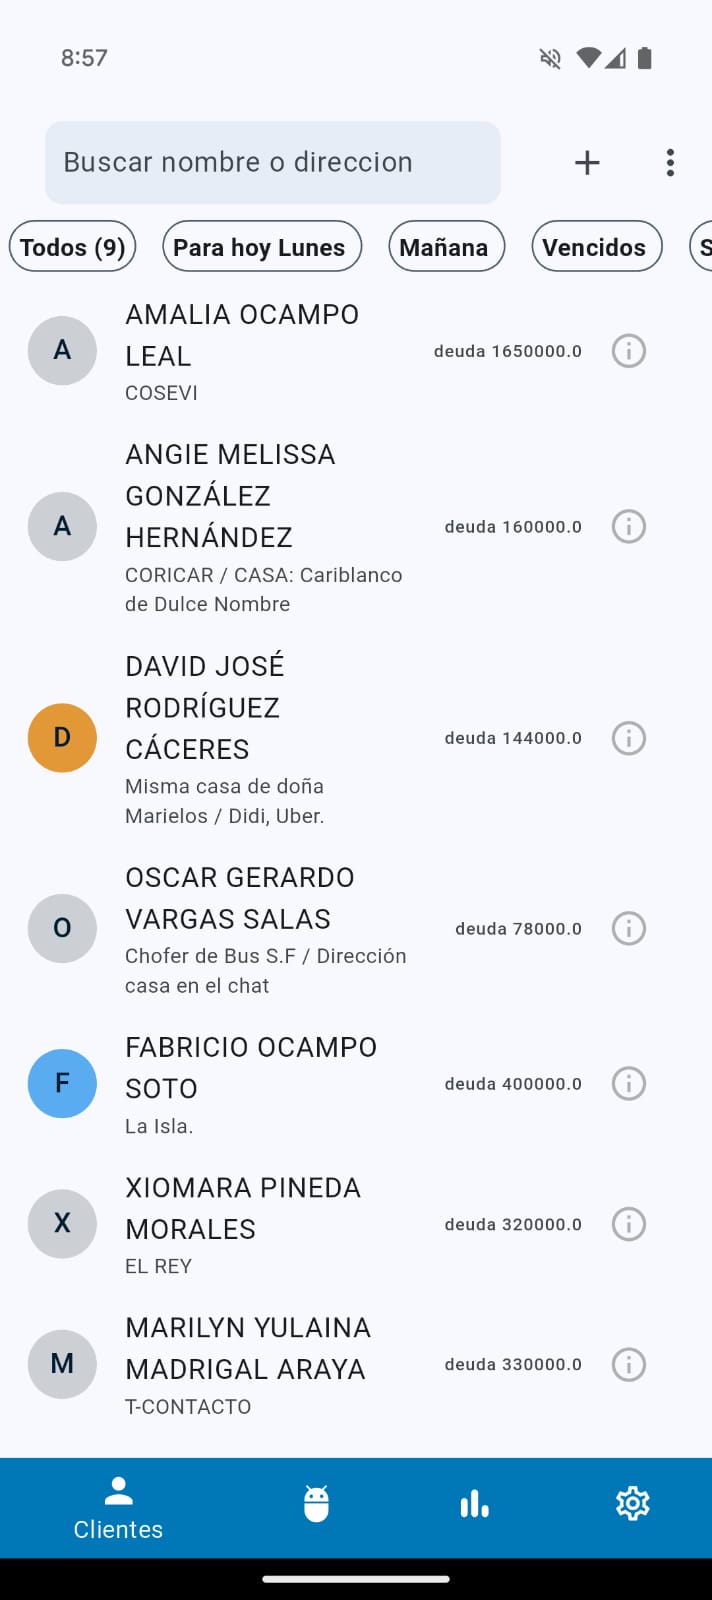 8:57
Buscar nombre o direccion
Todos (9)
Para hoy Lunes
Mañana
Vencidos
S
A
AMALIA OCAMPO
LEAL
COSEVI
deuda 1650000.0
A
ANGIE MELISSA
GONZÁLEZ
HERNÁNDEZ
CORICAR / CASA: Cariblanco
de Dulce Nombre
deuda 160000.0
D
DAVID JOSÉ
RODRÍGUEZ
CÁCERES
Misma casa de doña
Marielos / Didi, Uber.
deuda 144000.0
O
OSCAR GERARDO
VARGAS SALAS
Chofer de Bus S.F / Dirección
casa en el chat
deuda 78000.0
F
FABRICIO OCAMPO
SOTO
La Isla.
deuda 400000.0
X
XIOMARA PINEDA
MORALES
EL REY
deuda 320000.0
M
MARILYN YULAINA
MADRIGAL ARAYA
T-CONTACTO
deuda 330000.0
Clientes